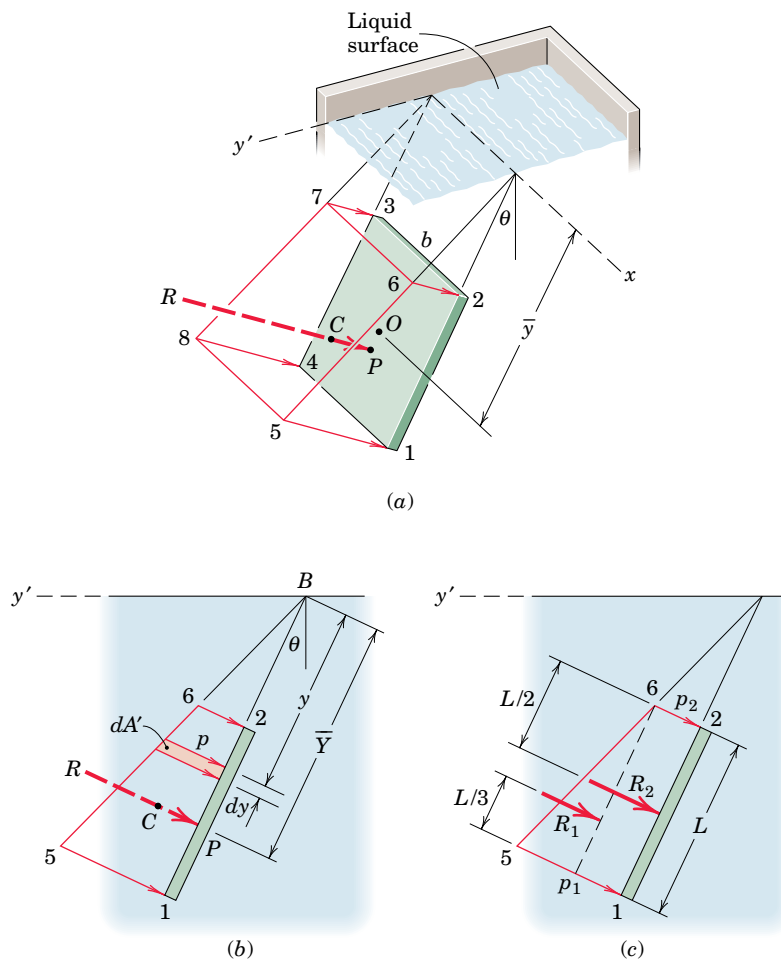 Liquid
surface
y′
7
3
b
θ
6
2
x
R
C
O
y̅
8
4
P
5
1
(a)
y′
B
θ
6
2
y
dA′
p
Y̅
R
C
dy
P
5
1
(b)
y′
L/2
6
p₂
2
L/3
R₂
R₁
L
5
p₁
1
(c)